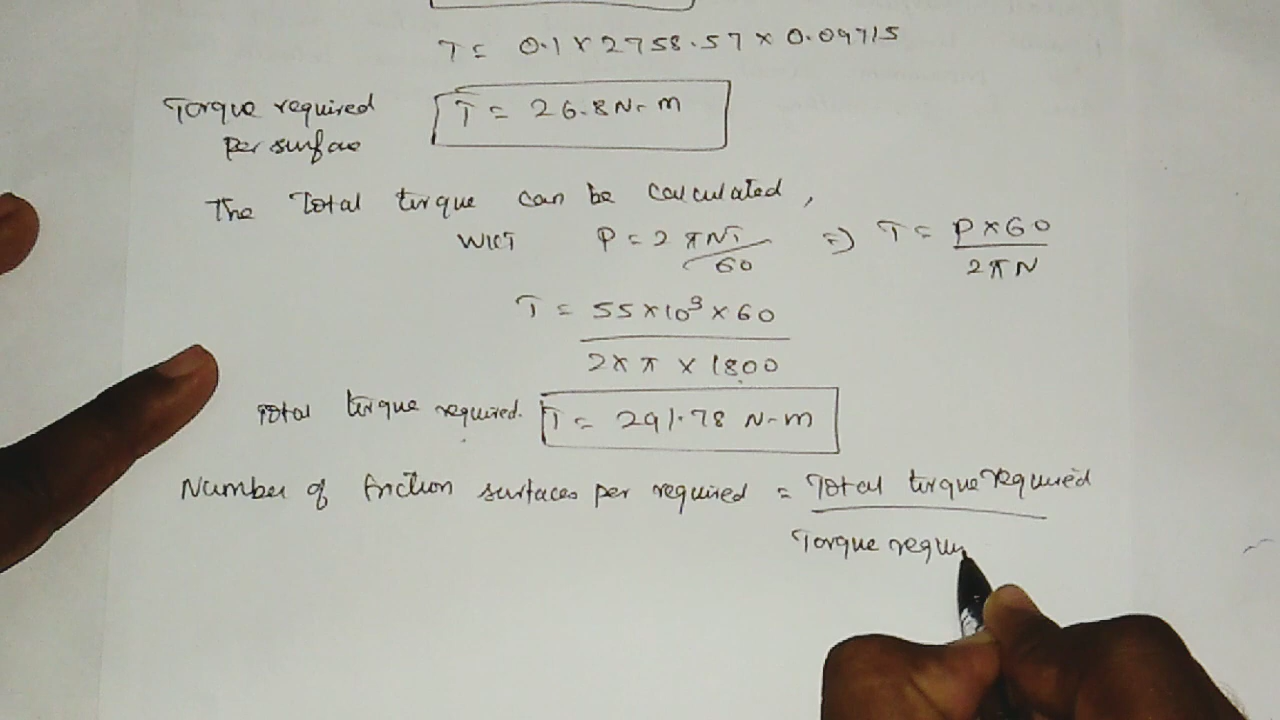 T = 0.1 × 2758.57 × 0.09715
Torque required T = 26.8 N-m
per surface
The Total torque can be calculated,
WKT P = 2πNT/60 => T = P×60/2πN
T = 55×10³×60
2×π×1800
Total torque required. T = 291.78 N-m
Number of friction surfaces per required = Total torque required
Torque requi